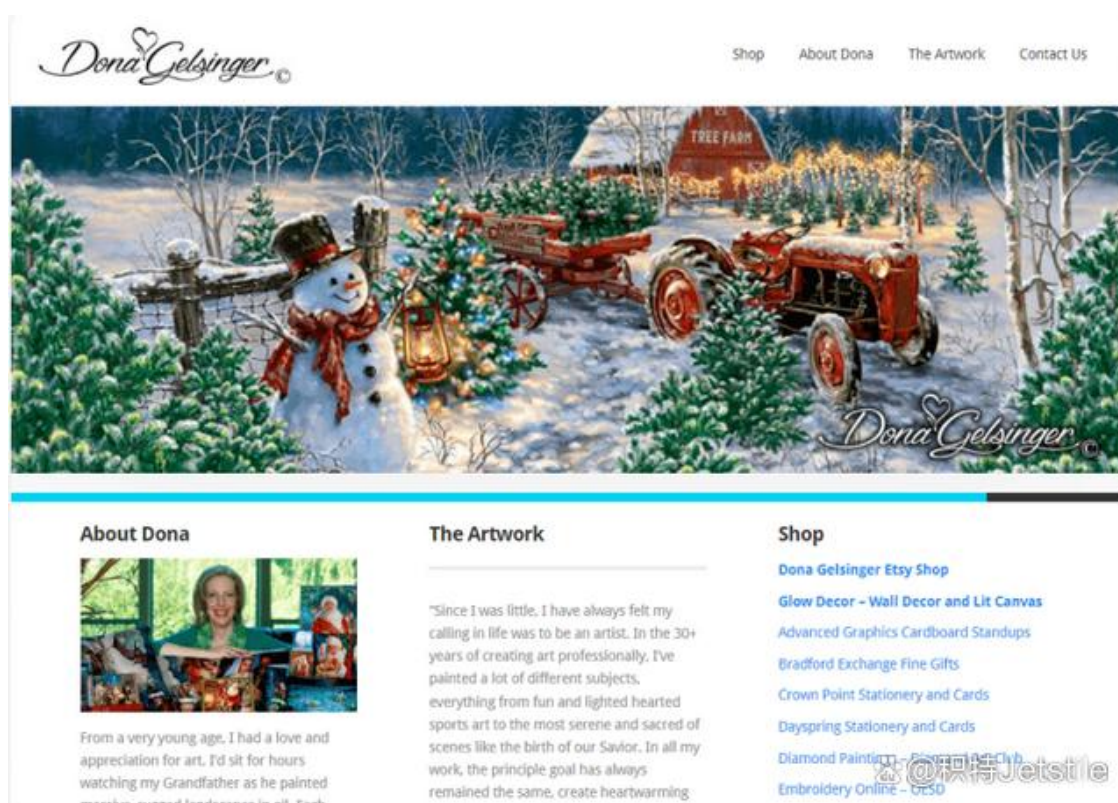 Dona Gelsinger ©
Shop
About Dona
The Artwork
Contact Us
TREE FARM
Dona Gelsinger ©
About Dona
From a very young age, I had a love and
appreciation for art. I'd sit for hours
watching my Grandfather as he painted
The Artwork
"Since I was little, I have always felt my
calling in life was to be an artist. In the 30+
years of creating art professionally, I've
painted a lot of different subjects,
everything from fun and lighted hearted
sports art to the most serene and sacred of
scenes like the birth of our Savior. In all my
work, the principle goal has always
remained the same, create heartwarming
Shop
Dona Gelsinger Etsy Shop
Glow Decor – Wall Decor and Lit Canvas
Advanced Graphics Cardboard Standups
Bradford Exchange Fine Gifts
Crown Point Stationery and Cards
Dayspring Stationery and Cards
Diamond Painting – Diamond Art Club
Embroidery Online – OESD
@积特Jetstile